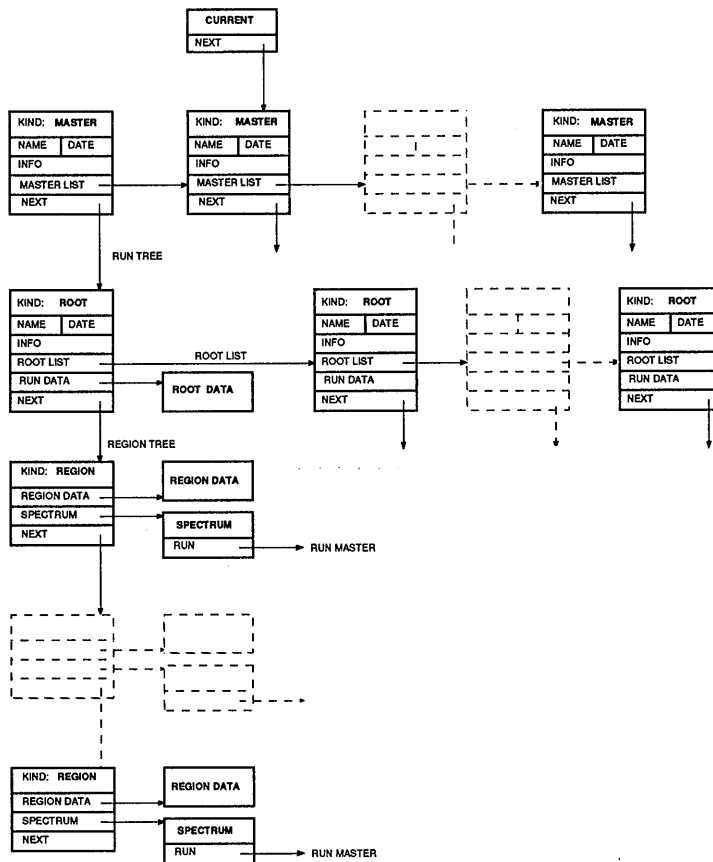 CURRENT
NEXT
KIND: MASTER
NAME DATE
INFO
MASTER LIST
NEXT
KIND: MASTER
NAME DATE
INFO
MASTER LIST
NEXT
KIND: MASTER
NAME DATE
INFO
MASTER LIST
NEXT
RUN TREE
KIND: ROOT
NAME DATE
INFO
ROOT LIST
RUN DATA
NEXT
ROOT LIST
ROOT DATA
KIND: ROOT
NAME DATE
INFO
ROOT LIST
RUN DATA
NEXT
KIND: ROOT
NAME DATE
INFO
ROOT LIST
RUN DATA
NEXT
REGION TREE
KIND: REGION
REGION DATA
SPECTRUM
NEXT
REGION DATA
SPECTRUM
RUN
RUN MASTER
KIND: REGION
REGION DATA
SPECTRUM
NEXT
REGION DATA
SPECTRUM
RUN
RUN MASTER